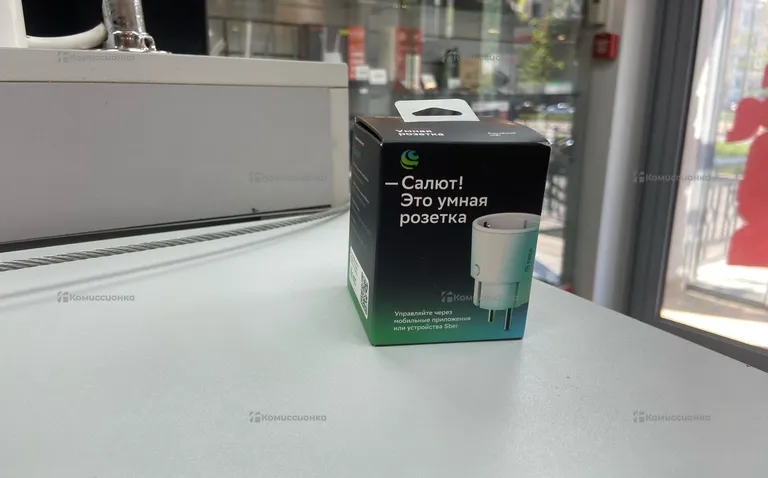 Умная
розетка
— Салют!
Это умная
розетка
Управляйте через
мобильные приложения
или устройства Sber
Комиссионка
Комиссионка
Комиссионка
Комиссионка
Комиссионка
Комиссионка
Комиссионка
Комиссионка